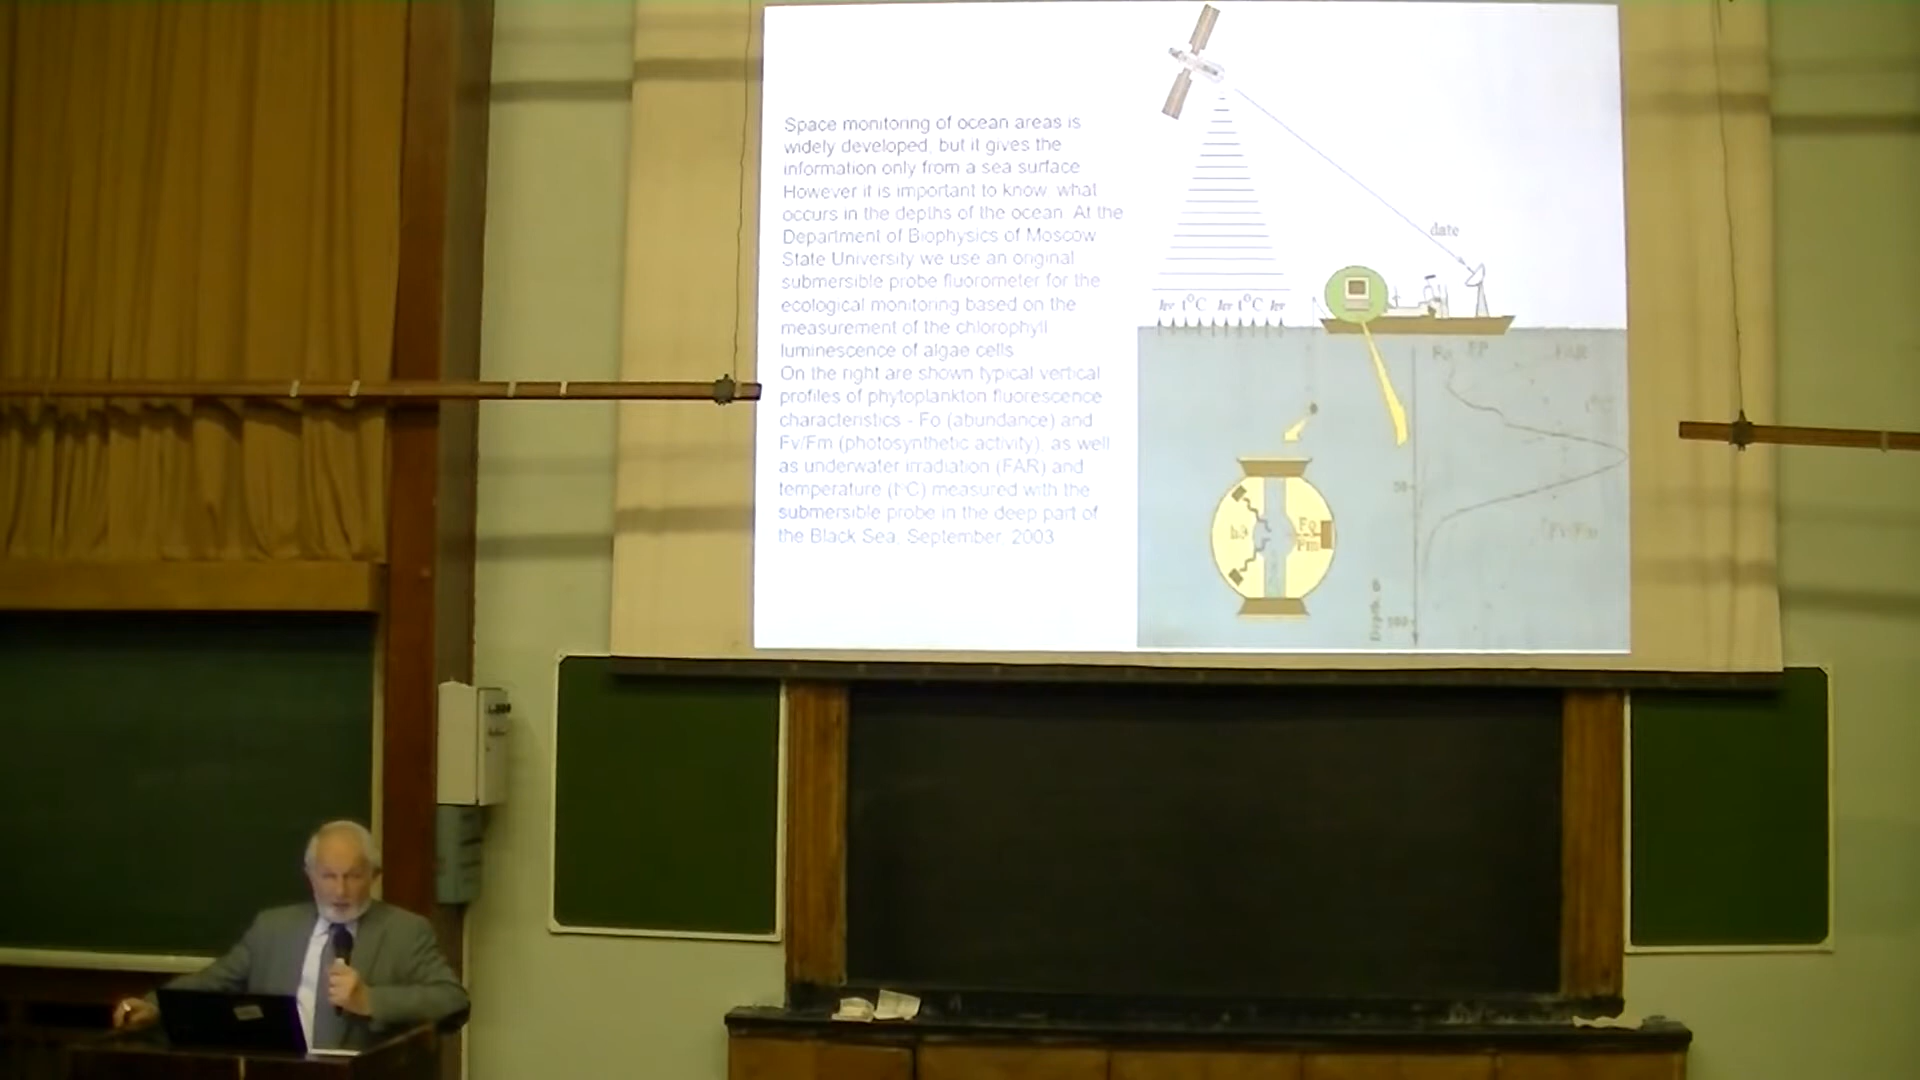 Space monitoring of ocean areas is
widely developed, but it gives the
information only from a sea surface
However it is important to know what
occurs in the depths of the ocean. At the
Department of Biophysics of Moscow
State University we use an original
submersible probe fluorometer for the
ecological monitoring based on the
measurement of the chlorophyll
luminescence of algae cells
On the right are shown typical vertical
profiles of phytoplankton fluorescence
characteristics - Fo (abundance) and
Fv/Fm (photosynthetic activity), as well
as underwater irradiation (FAR) and
temperature (t°C) measured with the
submersible probe in the deep part of
the Black Sea, September, 2003
date
t°C t°C
Fo FAR
t°C
50
Fo
Fm
Fv/Fm
Depth,
100